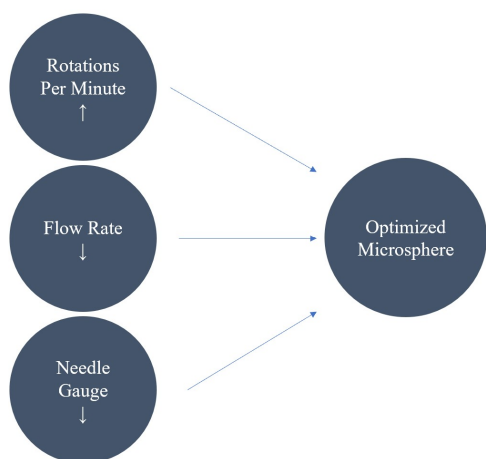 Rotations
Per Minute
↑
Flow Rate
↓
Needle
Gauge
↓
Optimized
Microsphere